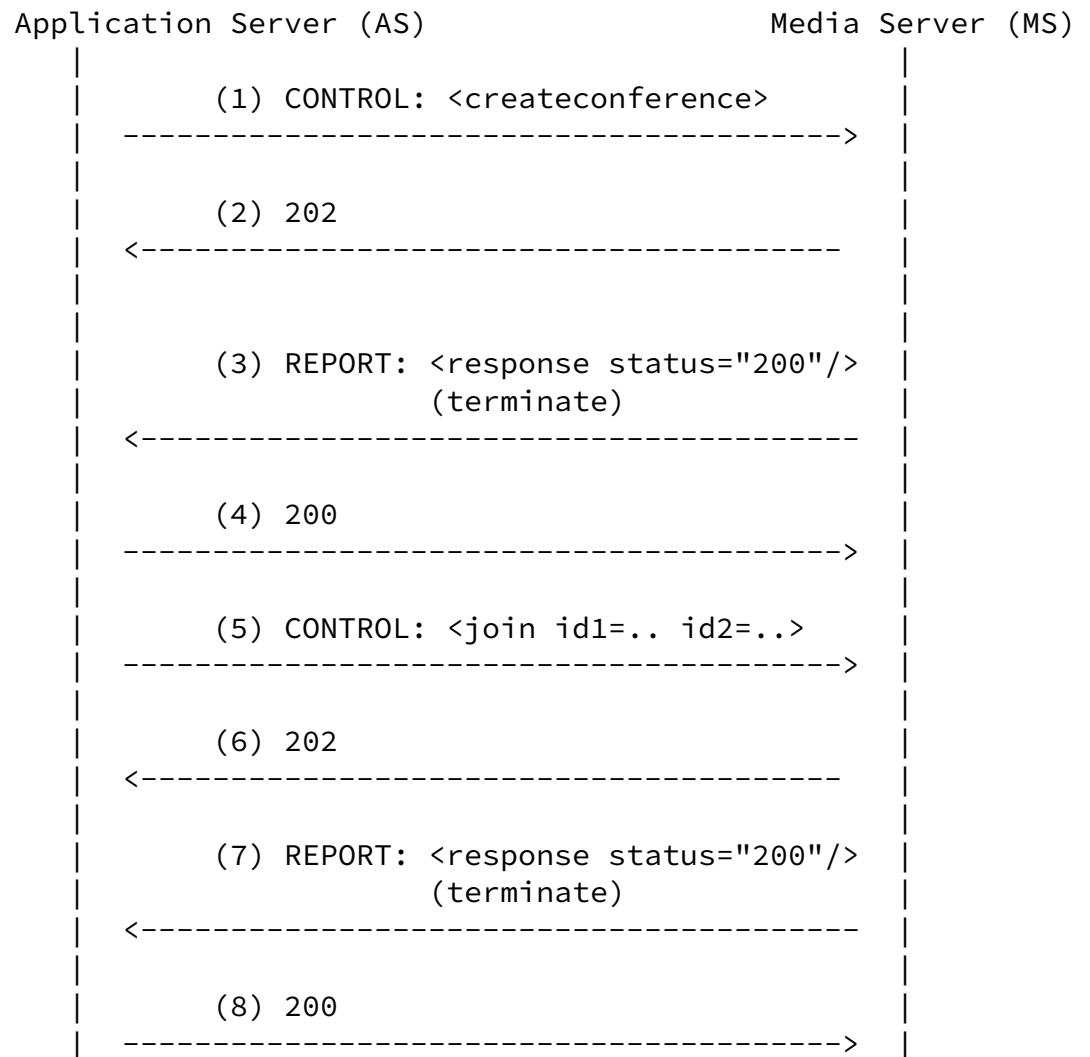 Application Server (AS) Media Server (MS)
(1) CONTROL: <createconference>
(2) 202
(3) REPORT: <response status="200"/>
(terminate)
(4) 200
(5) CONTROL: <join id1=.. id2=..>
(6) 202
(7) REPORT: <response status="200"/>
(terminate)
(8) 200